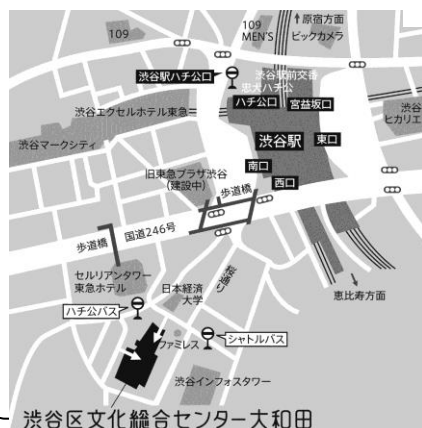 ↑原宿方面
109
MEN'S
ビックカメラ
109
渋谷駅ハチ公口
渋谷駅前交番
忠犬ハチ公
ハチ公口
宮益坂口
渋谷エクセルホテル東急
渋谷
ヒカリエ
渋谷駅
東口
渋谷マークシティ
南口
西口
旧東急プラザ渋谷
(建設中)
歩道橋
国道246号
歩道橋
セルリアンタワー
東急ホテル
桜通り
日本経済
大学
恵比寿方面
ハチ公バス
シャトルバス
ファミレス
渋谷インフォスタワー
渋谷区文化総合センター大和田